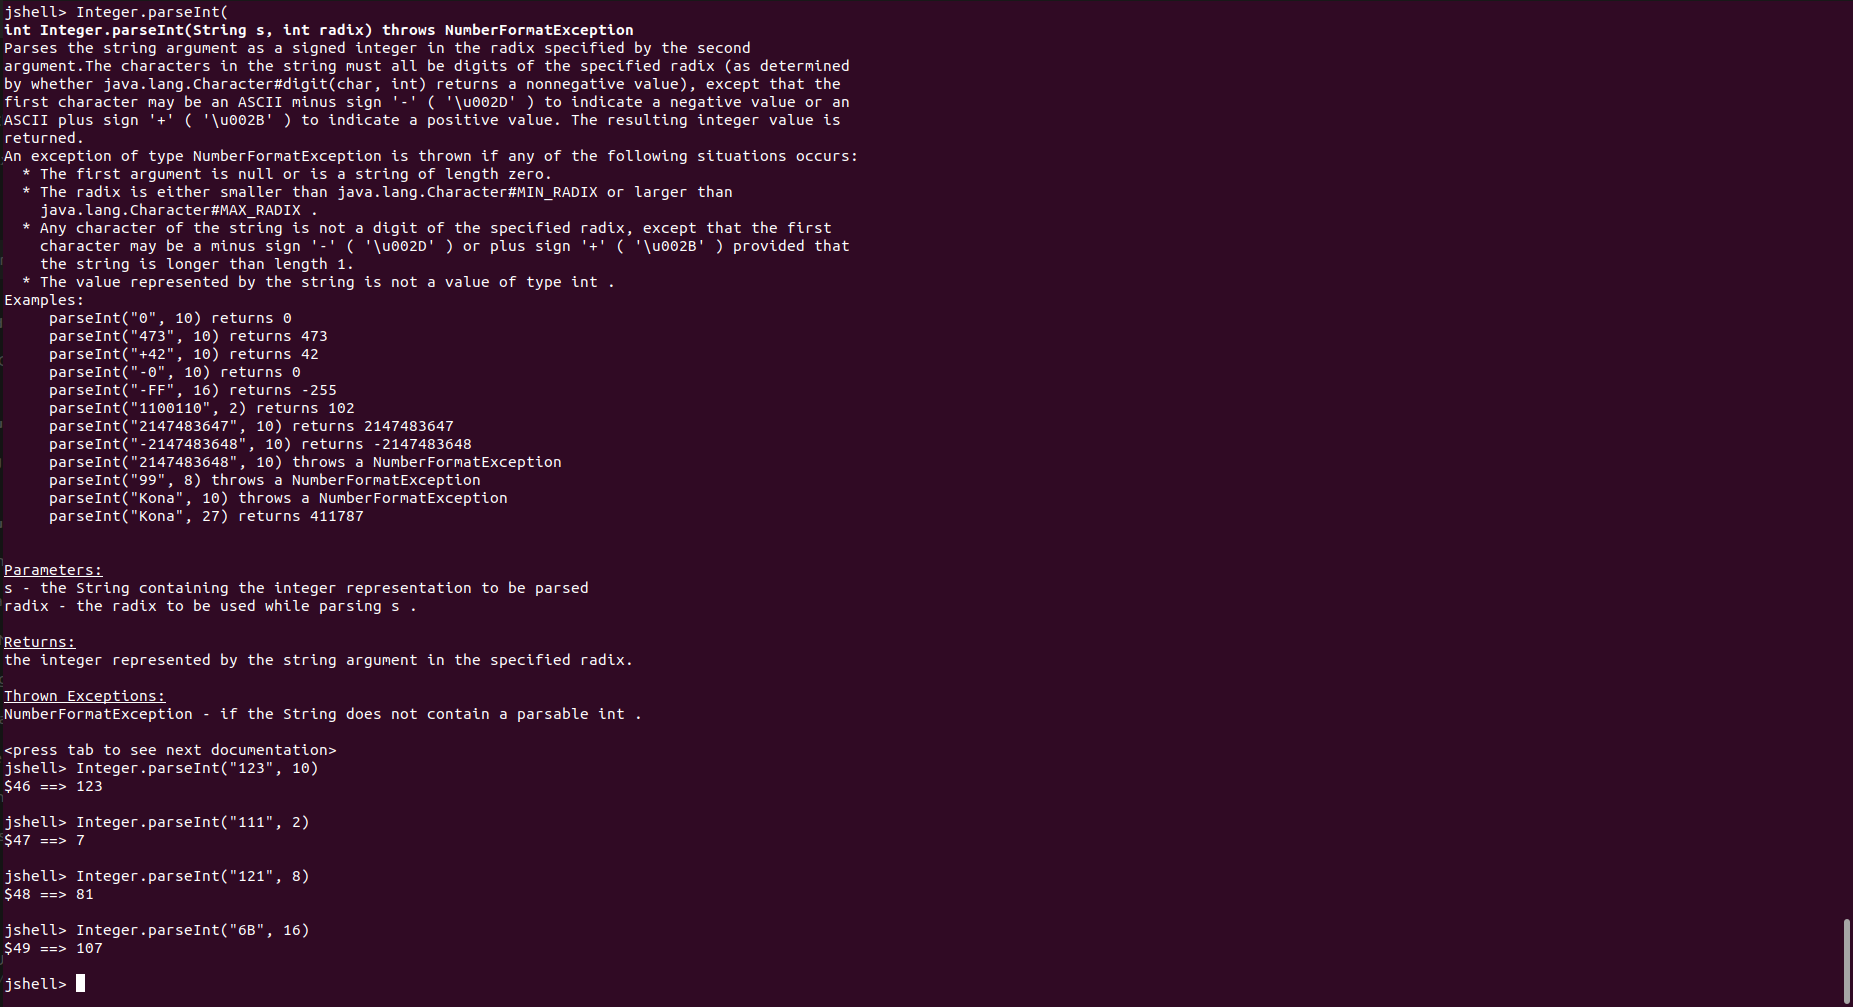 jshell> Integer.parseInt(
int Integer.parseInt(String s, int radix) throws NumberFormatException
Parses the string argument as a signed integer in the radix specified by the second
argument.The characters in the string must all be digits of the specified radix (as determined
by whether java.lang.Character#digit(char, int) returns a nonnegative value), except that the
first character may be an ASCII minus sign '-' ( '\u002D' ) to indicate a negative value or an
ASCII plus sign '+' ( '\u002B' ) to indicate a positive value. The resulting integer value is
returned.
An exception of type NumberFormatException is thrown if any of the following situations occurs:
  * The first argument is null or is a string of length zero.
  * The radix is either smaller than java.lang.Character#MIN_RADIX or larger than
    java.lang.Character#MAX_RADIX .
  * Any character of the string is not a digit of the specified radix, except that the first
    character may be a minus sign '-' ( '\u002D' ) or plus sign '+' ( '\u002B' ) provided that
    the string is longer than length 1.
  * The value represented by the string is not a value of type int .
Examples:
     parseInt("0", 10) returns 0
     parseInt("473", 10) returns 473
     parseInt("+42", 10) returns 42
     parseInt("-0", 10) returns 0
     parseInt("-FF", 16) returns -255
     parseInt("1100110", 2) returns 102
     parseInt("2147483647", 10) returns 2147483647
     parseInt("-2147483648", 10) returns -2147483648
     parseInt("2147483648", 10) throws a NumberFormatException
     parseInt("99", 8) throws a NumberFormatException
     parseInt("Kona", 10) throws a NumberFormatException
     parseInt("Kona", 27) returns 411787
Parameters:
s - the String containing the integer representation to be parsed
radix - the radix to be used while parsing s .
Returns:
the integer represented by the string argument in the specified radix.
Thrown Exceptions:
NumberFormatException - if the String does not contain a parsable int .
<press tab to see next documentation>
jshell> Integer.parseInt("123", 10)
$46 ==> 123
jshell> Integer.parseInt("111", 2)
$47 ==> 7
jshell> Integer.parseInt("121", 8)
$48 ==> 81
jshell> Integer.parseInt("6B", 16)
$49 ==> 107
jshell>